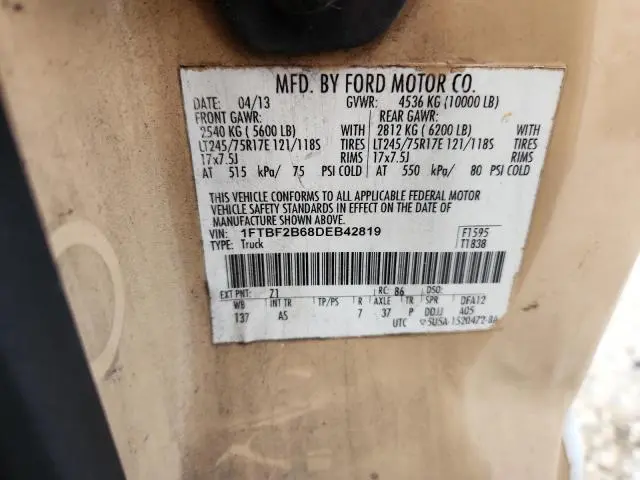 MFD. BY FORD MOTOR CO.
DATE: 04/13 GVWR: 4536 KG (10000 LB)
FRONT GAWR: REAR GAWR:
2540 KG ( 5600 LB) WITH 2812 KG ( 6200 LB) WITH
LT245/75R17E 121/118S TIRES LT245/75R17E 121/118S TIRES
17x7.5J RIMS 17x7.5J RIMS
AT 515 kPa/ 75 PSI COLD AT 550 kPa/ 80 PSI COLD
THIS VEHICLE CONFORMS TO ALL APPLICABLE FEDERAL MOTOR
VEHICLE SAFETY STANDARDS IN EFFECT ON THE DATE OF
MANUFACTURE SHOWN ABOVE.
VIN: 1FTBF2B68DEB42819 F1595
TYPE: Truck T1838
EXT PNT: Z1 RC: 86 DSO:
WB INT TR TP/PS R AXLE TR SPR DFA12
137 AS 7 37 P DDJJ A05
UTC